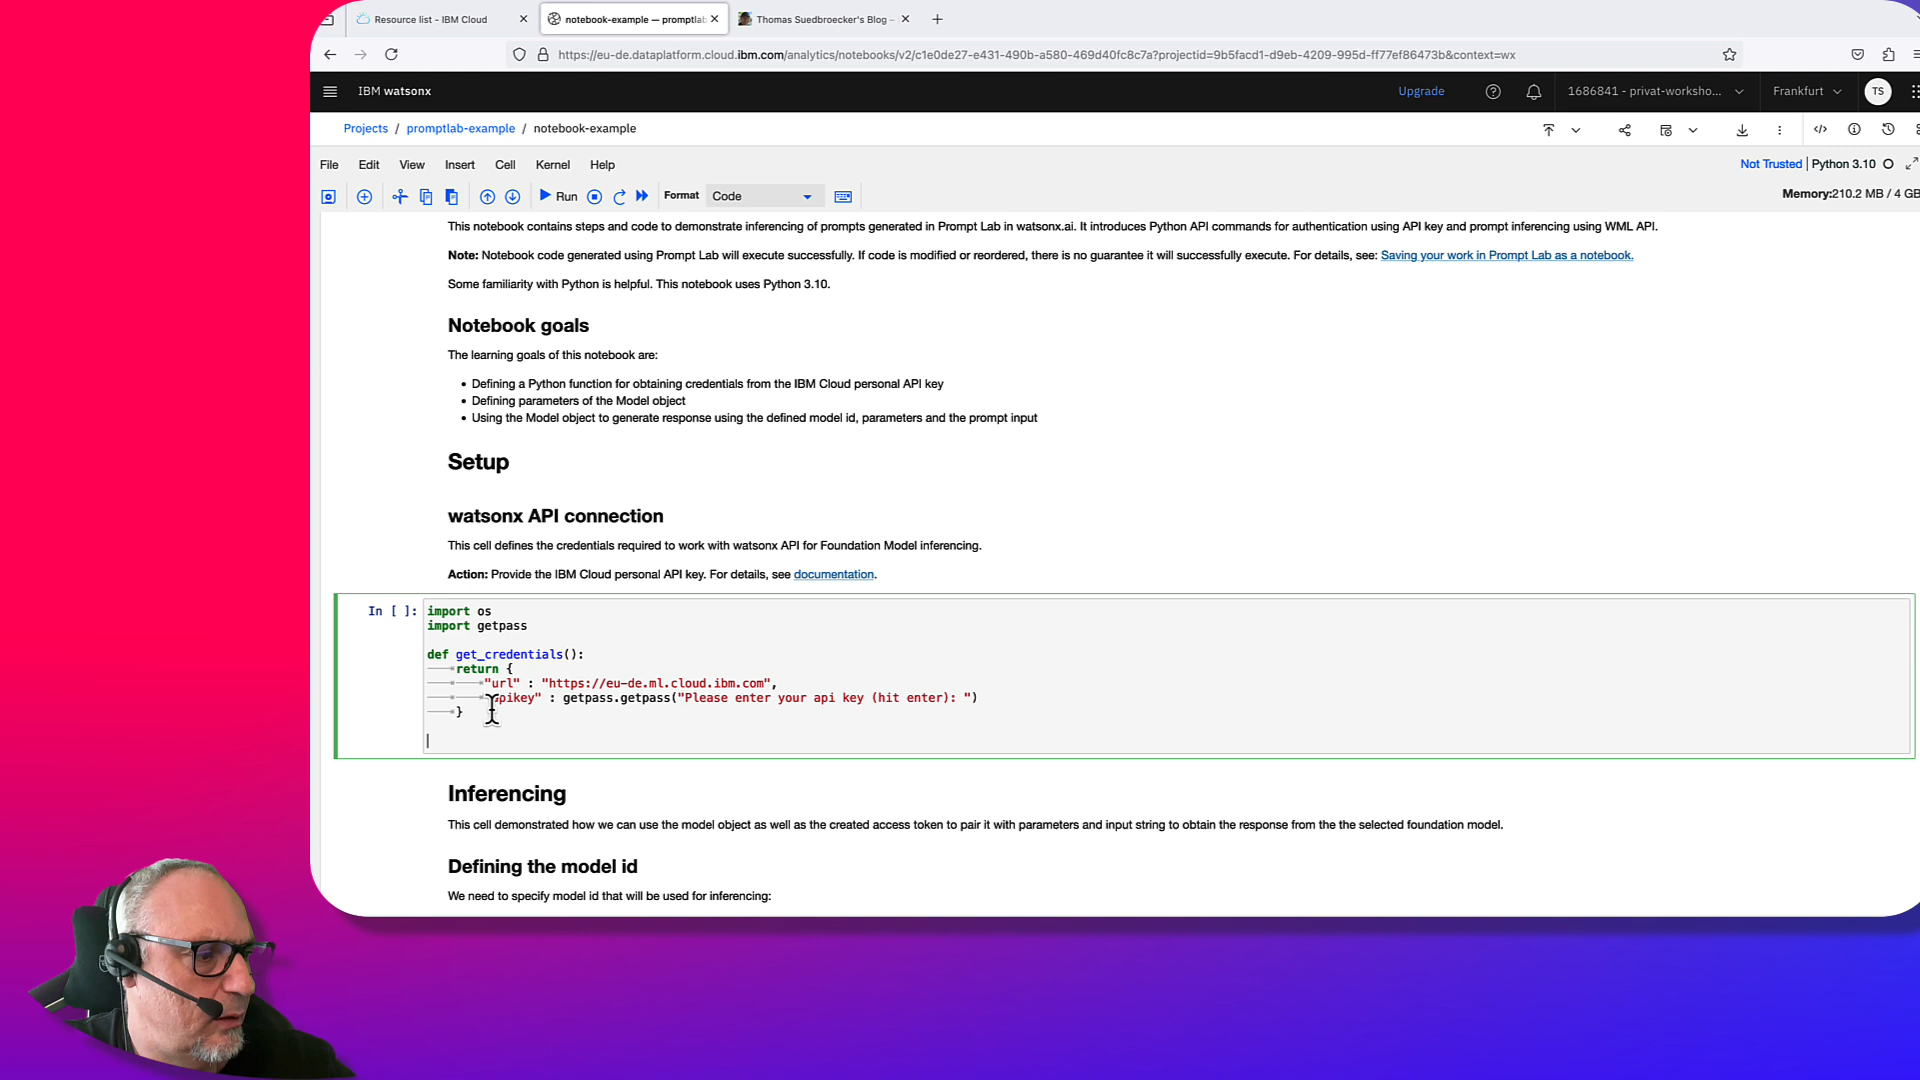 Resource list - IBM Cloud
notebook-example — promptlab
Thomas Suedbroecker's Blog –
https://eu-de.dataplatform.cloud.ibm.com/analytics/notebooks/v2/c1e0de27-e431-490b-a580-469d40fc8c7a?projectid=9b5facd1-d9eb-4209-995d-ff77ef86473b&context=wx
IBM watsonx
Upgrade
1686841 - privat-worksho...
Frankfurt
TS
Projects / promptlab-example / notebook-example
File Edit View Insert Cell Kernel Help
Not Trusted | Python 3.10
Run
Format
Code
Memory:210.2 MB / 4 GB
This notebook contains steps and code to demonstrate inferencing of prompts generated in Prompt Lab in watsonx.ai. It introduces Python API commands for authentication using API key and prompt inferencing using WML API.
Note: Notebook code generated using Prompt Lab will execute successfully. If code is modified or reordered, there is no guarantee it will successfully execute. For details, see: Saving your work in Prompt Lab as a notebook.
Some familiarity with Python is helpful. This notebook uses Python 3.10.
Notebook goals
The learning goals of this notebook are:
• Defining a Python function for obtaining credentials from the IBM Cloud personal API key
• Defining parameters of the Model object
• Using the Model object to generate response using the defined model id, parameters and the prompt input
Setup
watsonx API connection
This cell defines the credentials required to work with watsonx API for Foundation Model inferencing.
Action: Provide the IBM Cloud personal API key. For details, see documentation.
In [ ]:
import os
import getpass
def get_credentials():
return {
"url" : "https://eu-de.ml.cloud.ibm.com",
pikey" : getpass.getpass("Please enter your api key (hit enter): ")
}
Inferencing
This cell demonstrated how we can use the model object as well as the created access token to pair it with parameters and input string to obtain the response from the the selected foundation model.
Defining the model id
We need to specify model id that will be used for inferencing: